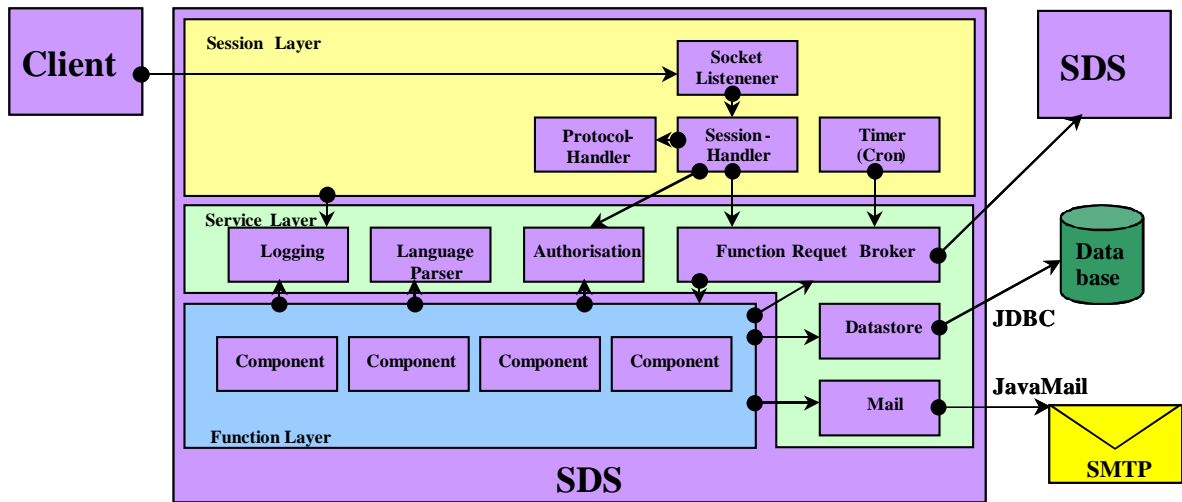 Client
Session Layer
Socket
Listenener
SDS
Protocol-
Handler
Session-
Handler
Timer
(Cron)
Service Layer
Logging
Language
Parser
Authorisation
Function Requet Broker
Data
base
Datastore
JDBC
Component
Component
Component
Component
JavaMail
Mail
Function Layer
SMTP
SDS